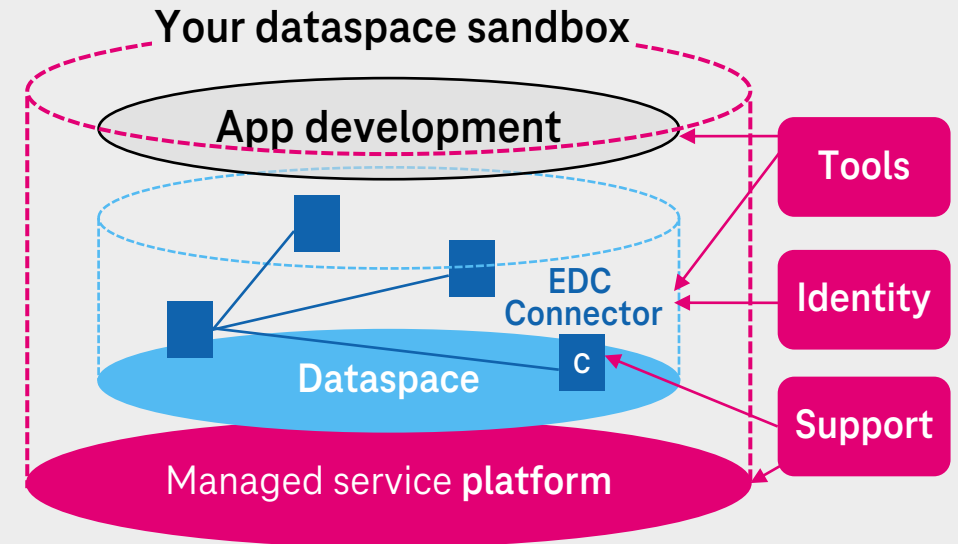 Your dataspace sandbox
App development
Tools
EDC
Connector
Identity
C
Dataspace
Support
Managed service platform